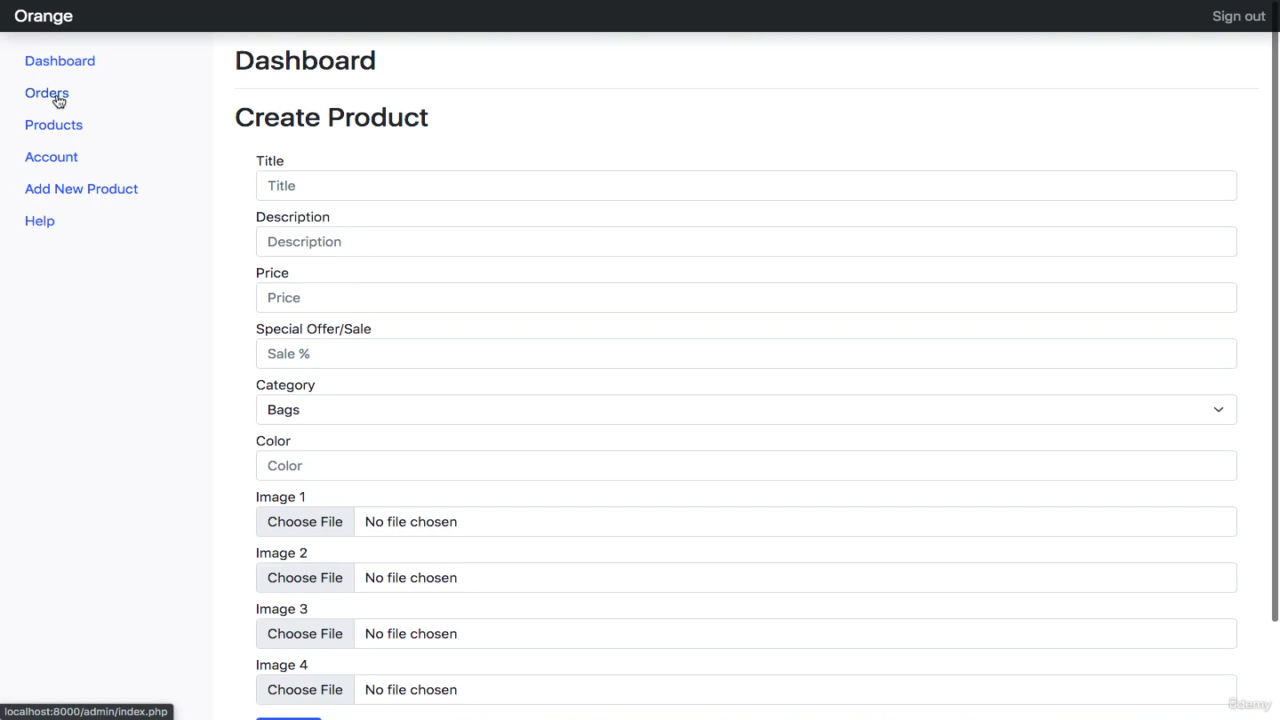 Orange
Sign out
Dashboard
Orders
Products
Account
Add New Product
Help
Dashboard
Create Product
Title
Title
Description
Description
Price
Price
Special Offer/Sale
Sale %
Category
Bags
Color
Color
Image 1
Choose File No file chosen
Image 2
Choose File No file chosen
Image 3
Choose File No file chosen
Image 4
Choose File No file chosen
localhost:8000/admin/index.php
ûdemy